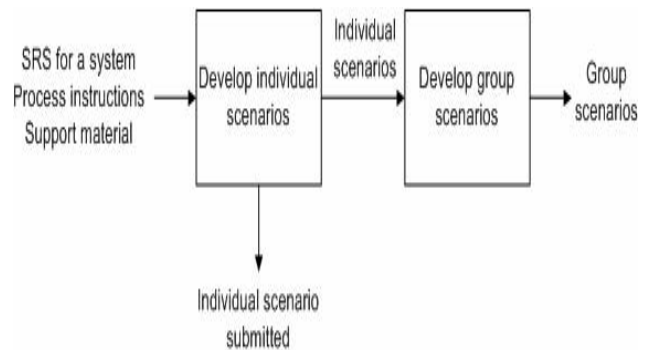 SRS for a system
Process instructions
Support material
Develop individual
scenarios
Individual
scenarios
Develop group
scenarios
Group
scenarios
Individual scenario
submitted